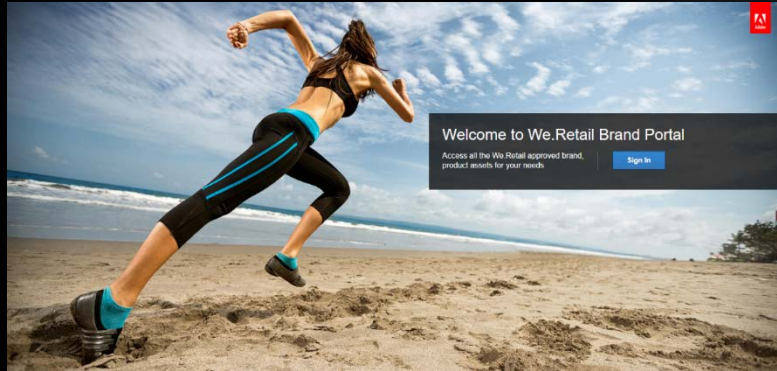 Adobe
Welcome to We.Retail Brand Portal
Access all the We.Retail approved brand,
product assets for your needs
Sign In